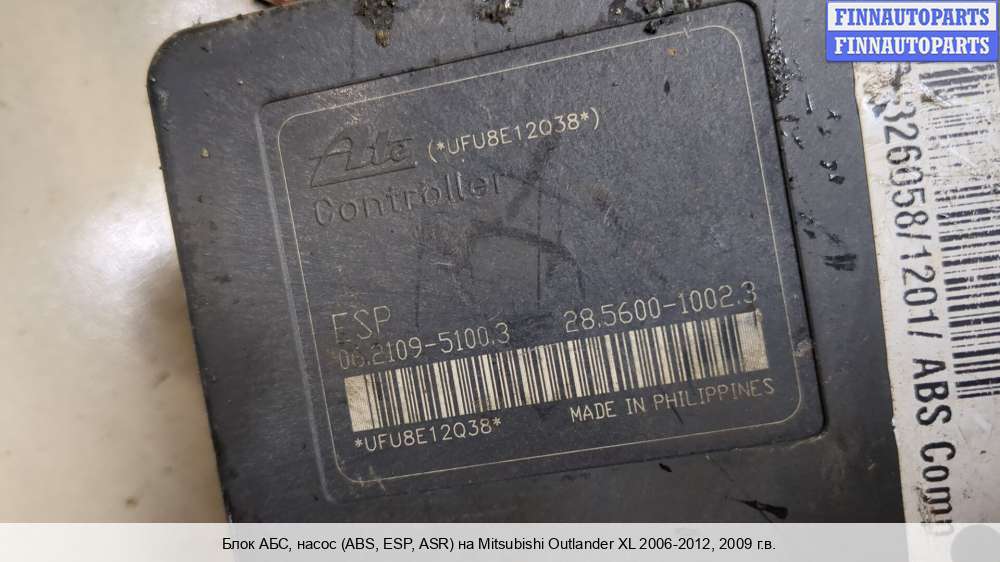 FINNAUTOPARTS
FINNAUTOPARTS
Ate (*UFU8E12Q38*)
Controller
ESP
06.2109-5100.3 28.5600-1002.3
*UFU8E12Q38*
MADE IN PHILIPPINES
326058/1201/ ABS Comp
Блок АБС, насос (ABS, ESP, ASR) на Mitsubishi Outlander XL 2006-2012, 2009 г.в.